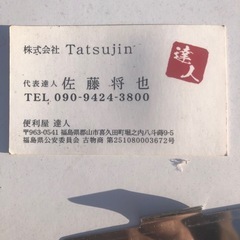 株式会社 Tatsujin
達人
代表達人 佐藤将也
TEL 090-9424-3800
便利屋 達人
〒963-0541 福島県郡山市喜久田町堀之内八斗蒔9-5
福島県公安委員会 古物商 第251080003672号